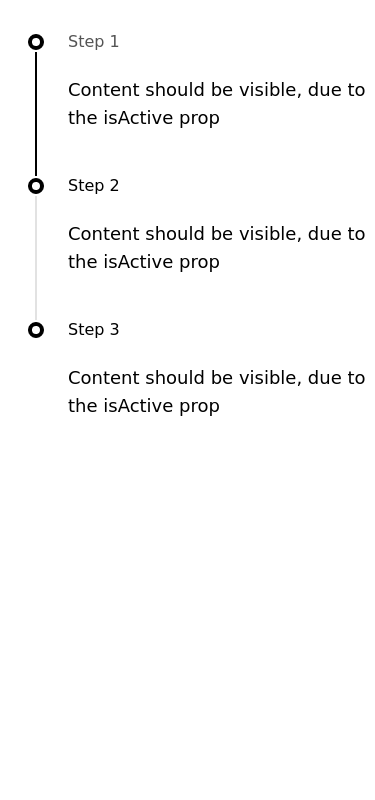 Step 1
Content should be visible, due to
the isActive prop
Step 2
Content should be visible, due to
the isActive prop
Step 3
Content should be visible, due to
the isActive prop